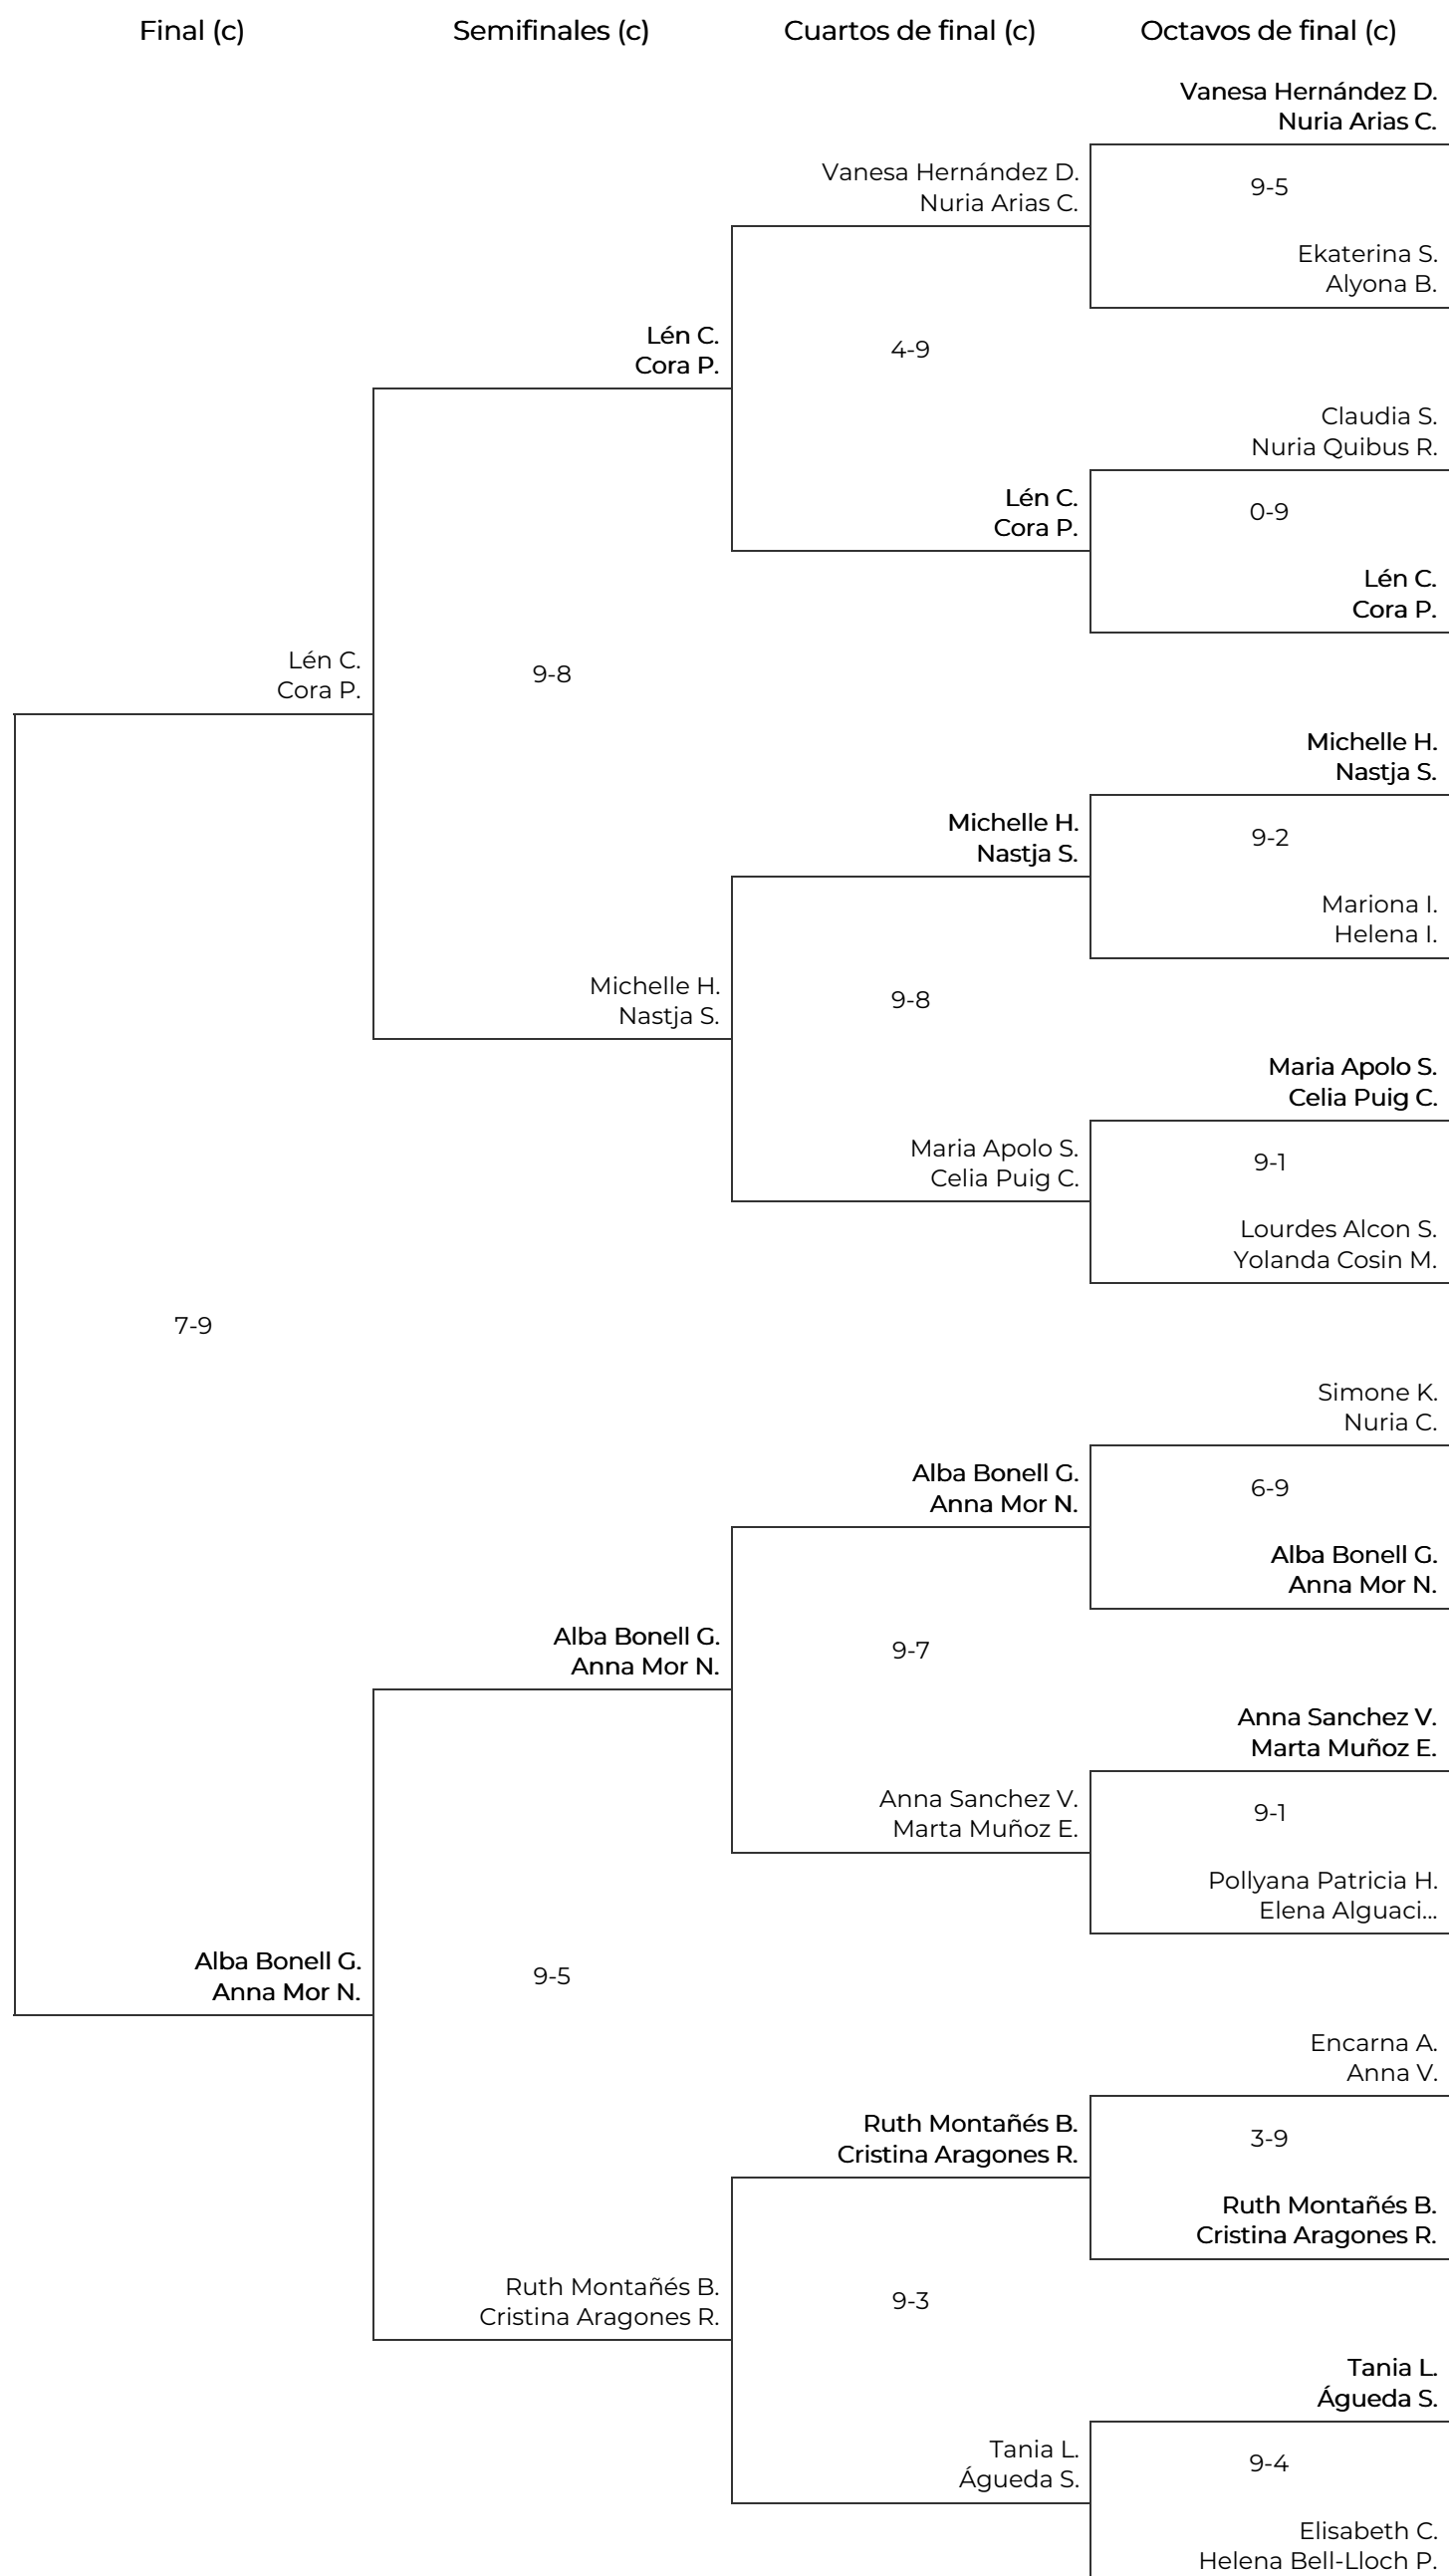 Final (c)
Semifinales (c)
Cuartos de final (c)
Octavos de final (c)
Vanesa Hernández D.
Nuria Arias C.
Vanesa Hernández D.
Nuria Arias C.
9-5
Ekaterina S.
Alyona B.
Lén C.
Cora P.
4-9
Claudia S.
Nuria Quibus R.
Lén C.
Cora P.
0-9
Lén C.
Cora P.
Lén C.
Cora P.
9-8
Michelle H.
Nastja S.
Michelle H.
Nastja S.
9-2
Mariona I.
Helena I.
Michelle H.
Nastja S.
9-8
Maria Apolo S.
Celia Puig C.
Maria Apolo S.
Celia Puig C.
9-1
Lourdes Alcon S.
Yolanda Cosin M.
7-9
Simone K.
Nuria C.
Alba Bonell G.
Anna Mor N.
6-9
Alba Bonell G.
Anna Mor N.
Alba Bonell G.
Anna Mor N.
9-7
Anna Sanchez V.
Marta Muñoz E.
Anna Sanchez V.
Marta Muñoz E.
9-1
Pollyana Patricia H.
Elena Alguaci...
Alba Bonell G.
Anna Mor N.
9-5
Encarna A.
Anna V.
Ruth Montañés B.
Cristina Aragones R.
3-9
Ruth Montañés B.
Cristina Aragones R.
Ruth Montañés B.
Cristina Aragones R.
9-3
Tania L.
Águeda S.
Tania L.
Águeda S.
9-4
Elisabeth C.
Helena Bell-Lloch P.